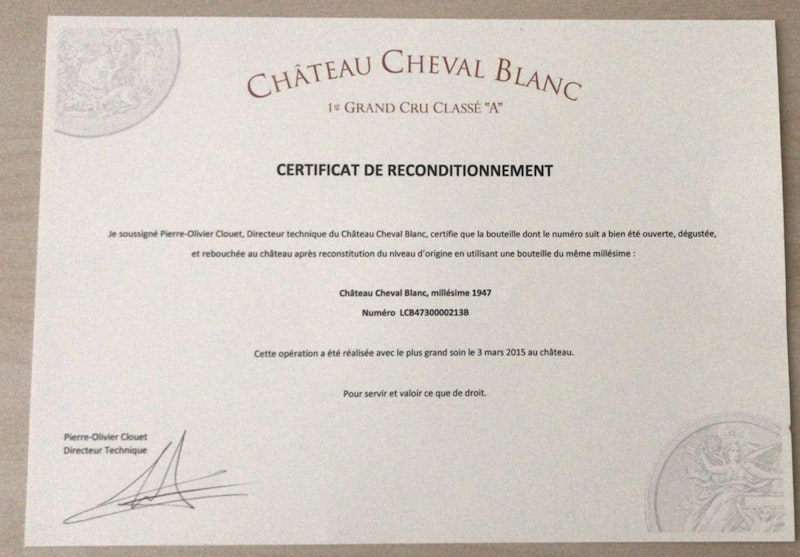 CHÂTEAU CHEVAL BLANC
1er GRAND CRU CLASSÉ "A"
CERTIFICAT DE RECONDITIONNEMENT
Je soussigné Pierre-Olivier Clouet, Directeur technique du Château Cheval Blanc, certifie que la bouteille dont le numéro suit a bien été ouverte, dégustée,
et rebouchée au château après reconstitution du niveau d'origine en utilisant une bouteille du même millésime :
Château Cheval Blanc, millésime 1947
Numéro LCB4730000213B
Cette opération a été réalisée avec le plus grand soin le 3 mars 2015 au château.
Pour servir et valoir ce que de droit.
Pierre-Olivier Clouet
Directeur Technique